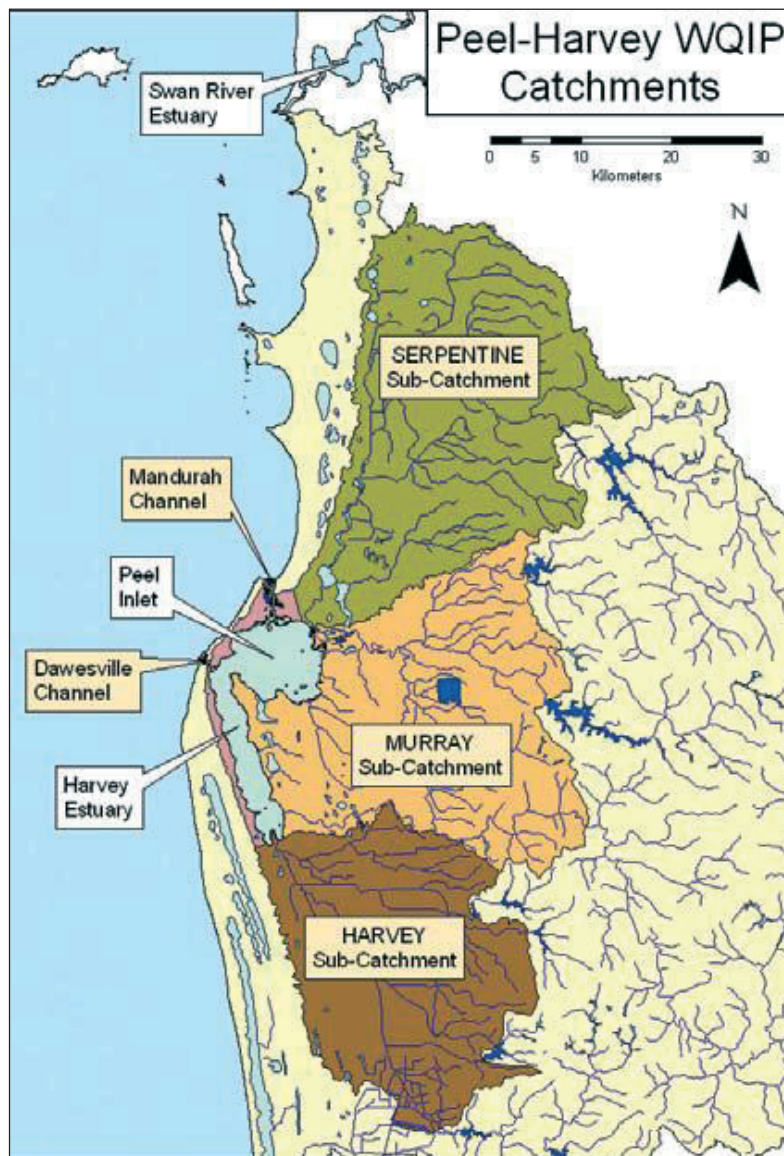 Peel-Harvey WQIP
Catchments
Swan River
Estuary
0 5 10 20 30
Kilometers
N
SERPENTINE
Sub-Catchment
Mandurah
Channel
Peel
Inlet
Dawesville
Channel
MURRAY
Sub-Catchment
Harvey
Estuary
HARVEY
Sub-Catchment